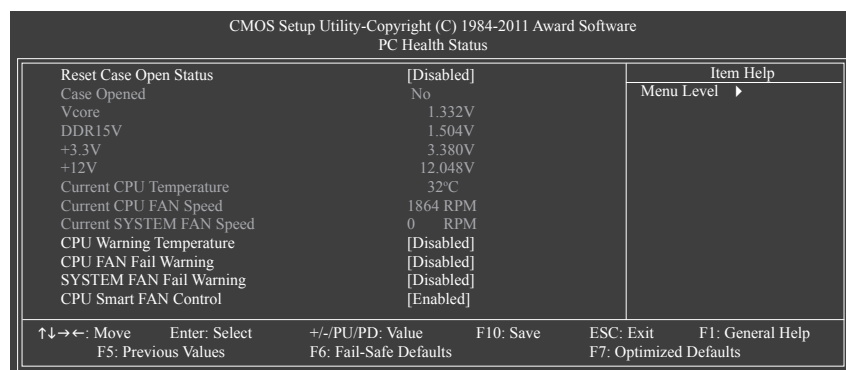 CMOS Setup Utility-Copyright (C) 1984-2011 Award Software
PC Health Status
Reset Case Open Status [Disabled]
Case Opened No
Vcore 1.332V
DDR15V 1.504V
+3.3V 3.380V
+12V 12.048V
Current CPU Temperature 32°C
Current CPU FAN Speed 1864 RPM
Current SYSTEM FAN Speed 0 RPM
CPU Warning Temperature [Disabled]
CPU FAN Fail Warning [Disabled]
SYSTEM FAN Fail Warning [Disabled]
CPU Smart FAN Control [Enabled]
Item Help
Menu Level ▶
↑↓→←: Move Enter: Select +/-/PU/PD: Value F10: Save ESC: Exit F1: General Help
F5: Previous Values F6: Fail-Safe Defaults F7: Optimized Defaults